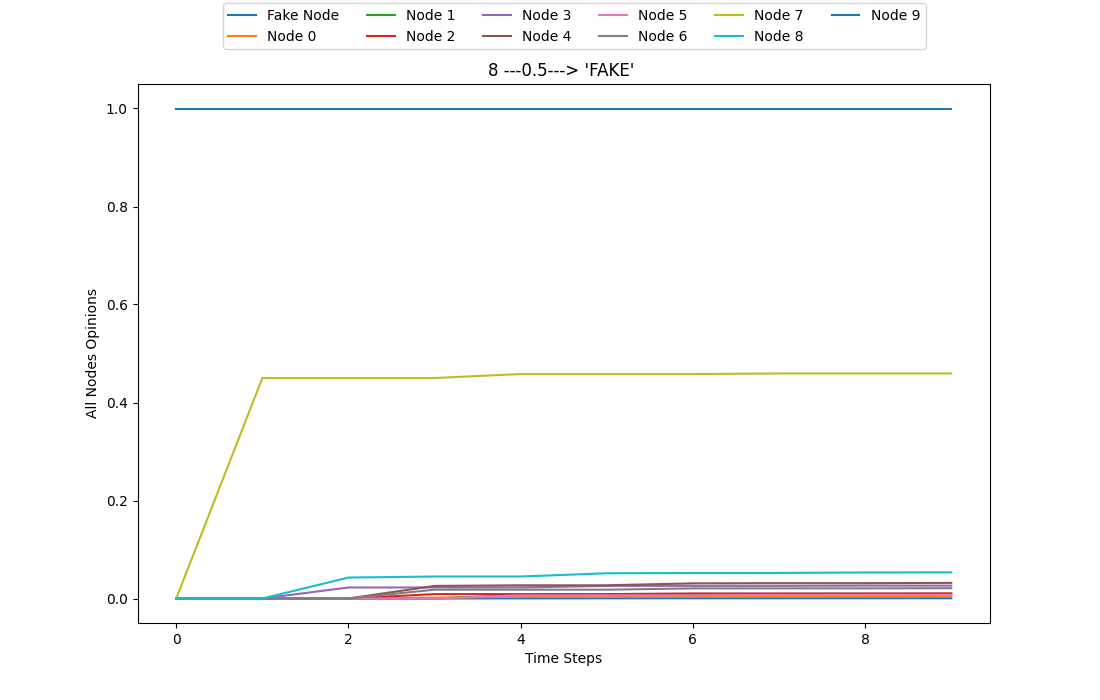 Fake Node Node 1 Node 3 Node 5 Node 7 Node 9
Node 0 Node 2 Node 4 Node 6 Node 8
8 ---0.5---> 'FAKE'
1.0
0.8
0.6
0.4
0.2
0.0
All Nodes Opinions
0 2 4 6 8
Time Steps